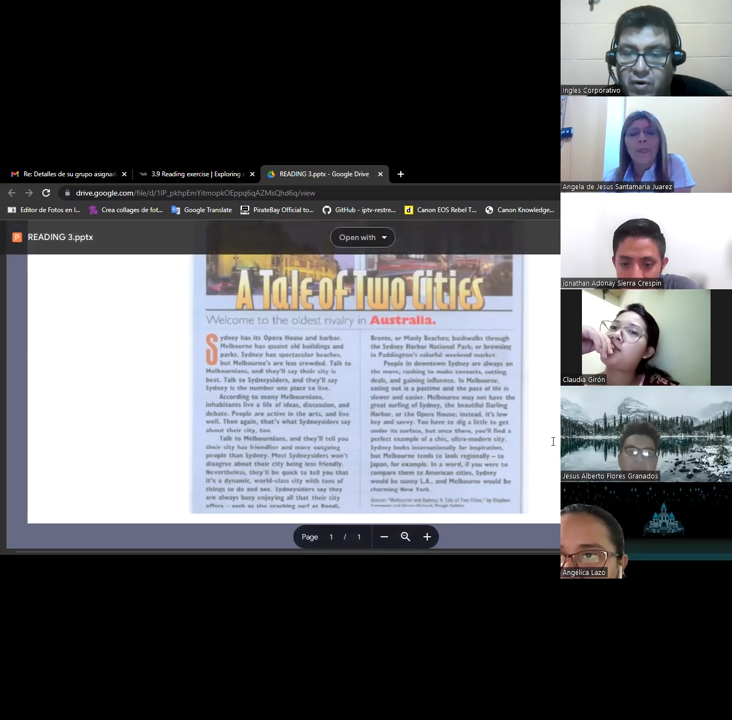 Re: Detalles de su grupo asignad
3.9 Reading exercise | Exploring
READING 3.pptx - Google Drive
drive.google.com/file/d/1IP_pkhpEmYitmopkOEppq6qAZMsQhd6q/view
Editor de Fotos en l...
Crea collages de fot...
Google Translate
PirateBay Official to...
GitHub - iptv-restre...
Canon EOS Rebel T...
Canon Knowledge...
READING 3.pptx
Open with
A Tale of Two Cities
Welcome to the oldest rivalry in Australia.
Sydney has its Opera House and harbor.
Melbourne has quaint old buildings and
parks. Sydney has spectacular beaches,
but Melbourne's are less crowded. Talk to
Melbournians, and they'll say their city is
best. Talk to Sydneysiders, and they'll say
Sydney is the number one place to live.
According to many Melbournians,
inhabitants live a life of ideas, discussion, and
debate. People are active in the arts, and live
well. Then again, that's what Sydneysiders say
about their city, too.
Talk to Melbournians, and they'll tell you
their city has friendlier and more outgoing
people than Sydney. Most Sydneysiders won't
disagree about their city being less friendly.
Nevertheless, they'll be quick to tell you that
it's a dynamic, world-class city with tons of
things to do and see. Sydneysiders say they
are always busy enjoying all that their city
offers – such as the crashing surf at Bondi,
Bronte, or Manly Beaches; bushwalks through
the Sydney Harbor National Park; or browsing
in Paddington's colorful weekend market.
People in downtown Sydney are always on
the move, rushing to make contacts, cutting
deals, and gaining influence. In Melbourne,
eating out is a pastime and the pace of life is
slower and easier. Melbourne may not have the
great surfing of Sydney, the beautiful Darling
Harbor, or the Opera House; instead, it's low
key and savvy. You have to dig a little to get
under its surface, but once there, you'll find a
perfect example of a chic, ultra-modern city.
Sydney looks internationally for inspiration,
but Melbourne tends to look regionally – to
Japan, for example. In a word, if you were to
compare them to American cities, Sydney
would be sunny L.A., and Melbourne would be
charming New York.
Source: "Melbourne and Sydney: A Tale of Two Cities," by Stephen
Page 1 / 1
Ingles Corporativo
Angela de Jesus Santamaria Juarez
Jonathan Adonay Sierra Crespin
Claudia Girón
Jesus Alberto Flores Granados
Angélica Lazo